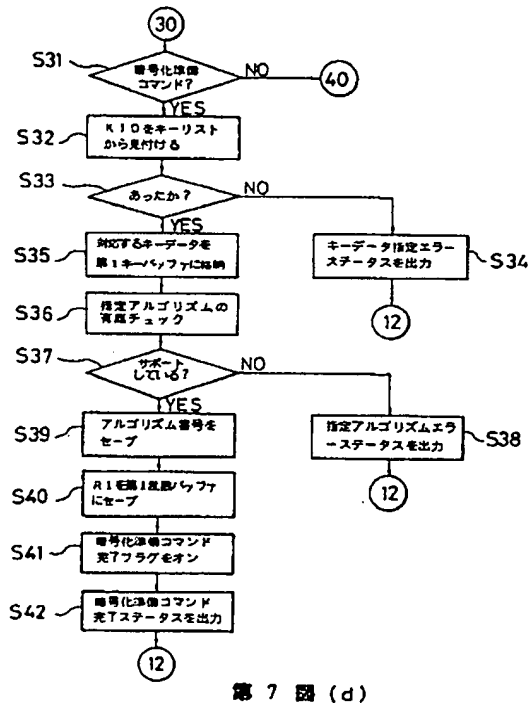 30
S31
暗号化準備
コマンド?
NO
40
YES
S32
KIDをキーリスト
から見付ける
S33
あったか?
NO
YES
S35
対応するキーデータを
第1キーバッファに格納
キーデータ指定エラー
ステータスを出力
S34
12
S36
指定アルゴリズムの
有無チェック
S37
サポート
している?
NO
YES
S39
アルゴリズム番号を
セーブ
指定アルゴリズムエラ
ーステータスを出力
S38
12
S40
R1を第1乱数バッファ
にセーブ
S41
暗号化準備コマンド
完了フラグをオン
S42
暗号化準備コマンド
完了ステータスを出力
12
第 7 図 (d)